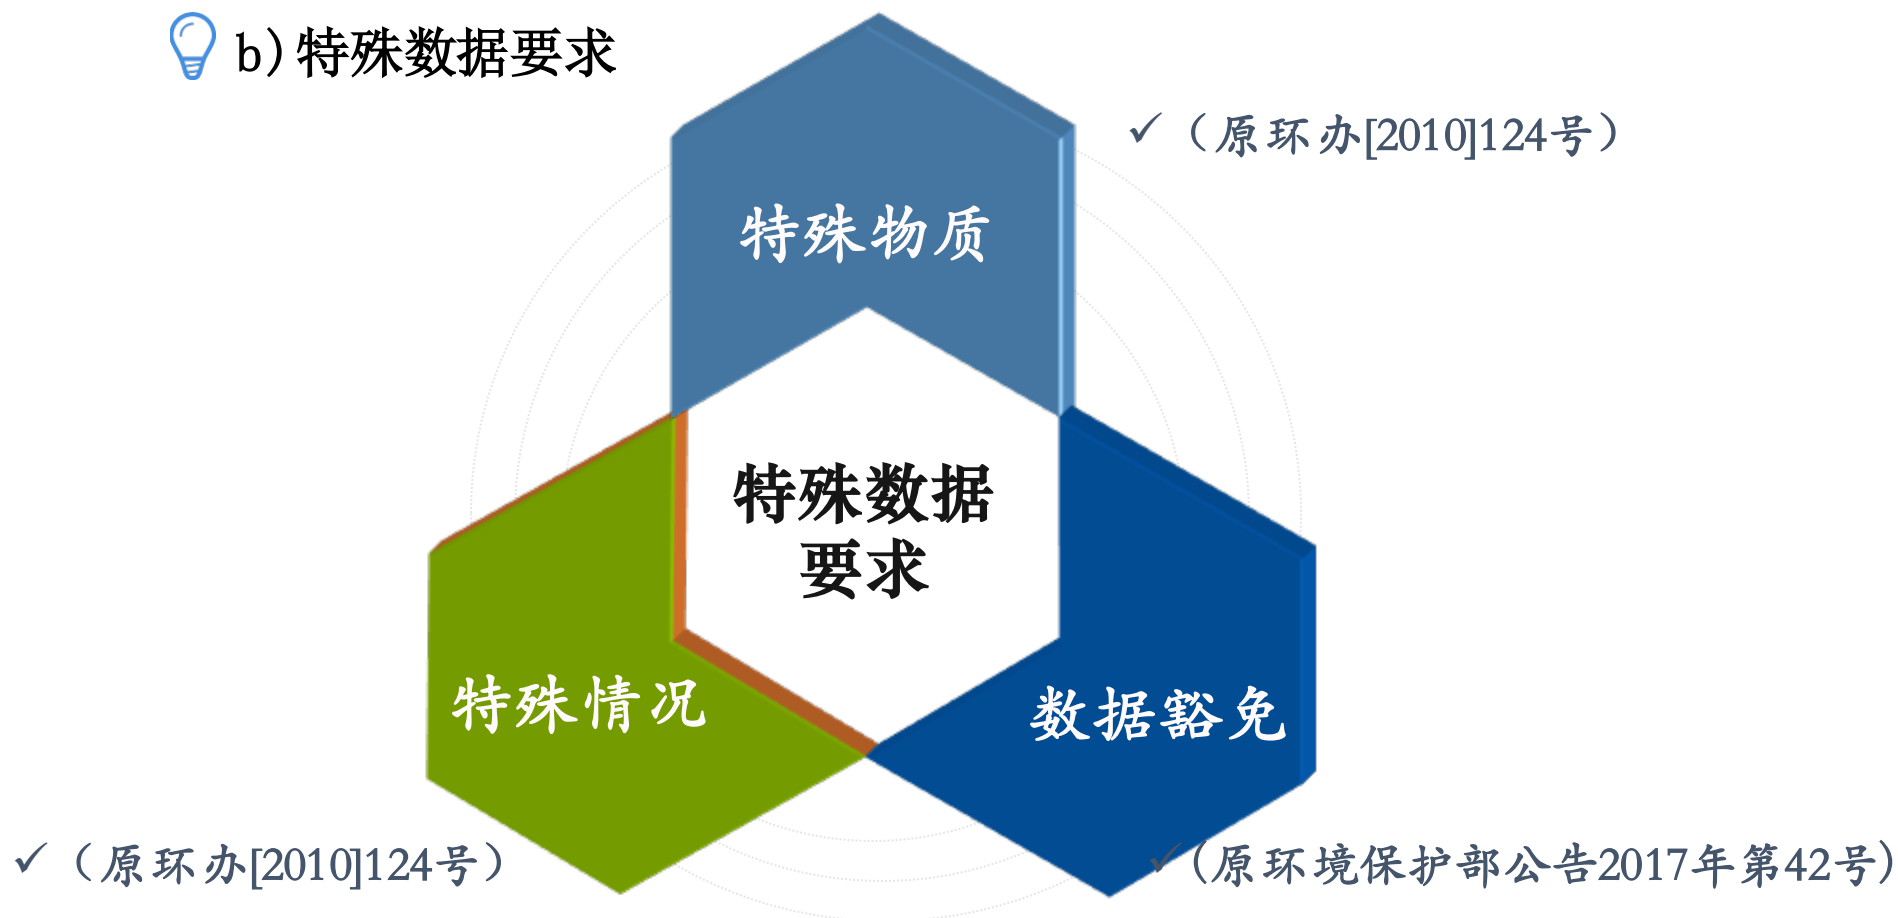 b)特殊数据要求
✓（原环办[2010]124号）
特殊物质
特殊数据
要求
特殊情况
数据豁免
✓（原环办[2010]124号）
✓(原环境保护部公告2017年第42号)